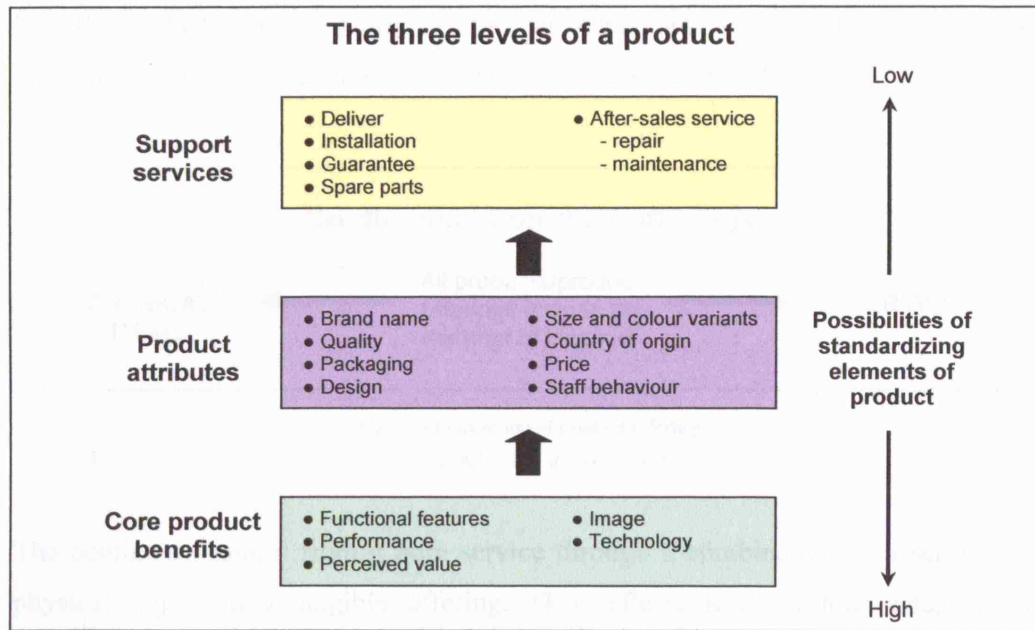 The three levels of a product
Low
Support
services
• Deliver
• Installation
• Guarantee
• Spare parts
• After-sales service
- repair
- maintenance
Product
attributes
• Brand name
• Quality
• Packaging
• Design
• Size and colour variants
• Country of origin
• Price
• Staff behaviour
Possibilities of
standardizing
elements of
product
Core product
benefits
• Functional features
• Performance
• Perceived value
• Image
• Technology
High